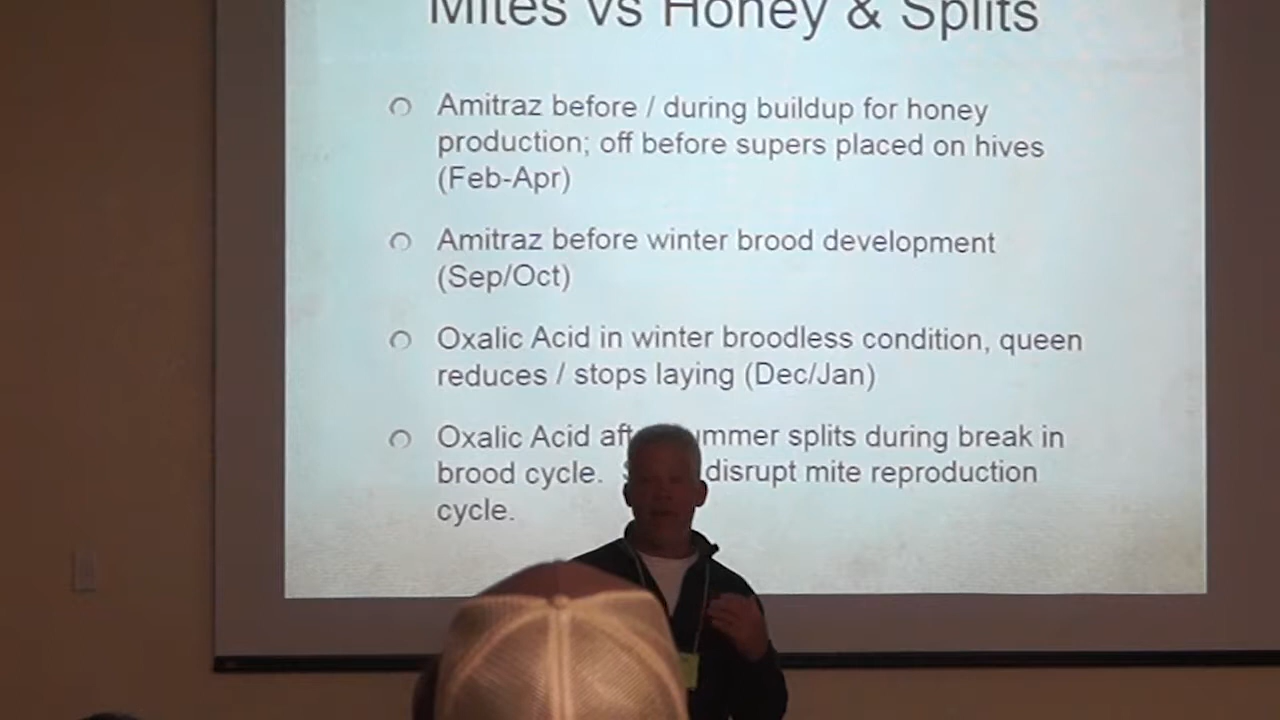 Mites vs Honey & Splits
Amitraz before / during buildup for honey
production; off before supers placed on hives
(Feb-Apr)
Amitraz before winter brood development
(Sep/Oct)
Oxalic Acid in winter broodless condition, queen
reduces / stops laying (Dec/Jan)
Oxalic Acid splits during break in
brood cycle. disrupt mite reproduction
cycle.